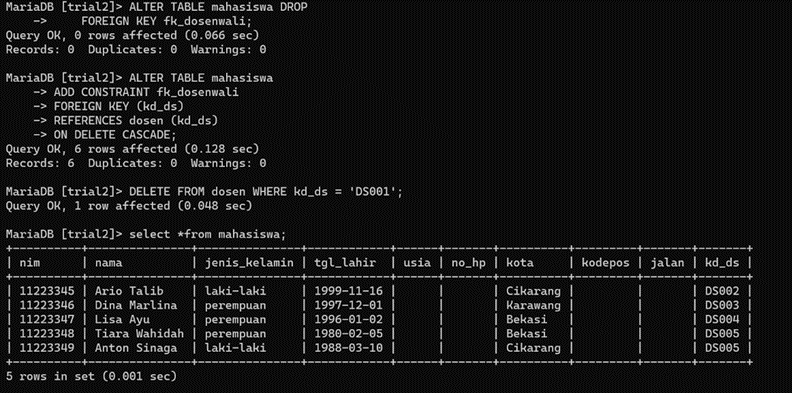 MariaDB [trial2]> ALTER TABLE mahasiswa DROP
    ->     FOREIGN KEY fk_dosenwali;
Query OK, 0 rows affected (0.066 sec)
Records: 0  Duplicates: 0  Warnings: 0

MariaDB [trial2]> ALTER TABLE mahasiswa
    -> ADD CONSTRAINT fk_dosenwali
    -> FOREIGN KEY (kd_ds)
    -> REFERENCES dosen (kd_ds)
    -> ON DELETE CASCADE;
Query OK, 6 rows affected (0.128 sec)
Records: 6  Duplicates: 0  Warnings: 0

MariaDB [trial2]> DELETE FROM dosen WHERE kd_ds = 'DS001';
Query OK, 1 row affected (0.048 sec)

MariaDB [trial2]> select *from mahasiswa;
+----------+---------------+---------------+------------+------+-------+----------+---------+-------+-------+
| nim      | nama          | jenis_kelamin | tgl_lahir  | usia | no_hp | kota     | kodepos | jalan | kd_ds |
+----------+---------------+---------------+------------+------+-------+----------+---------+-------+-------+
| 11223345 | Ario Talib    | laki-laki     | 1999-11-16 |      |       | Cikarang |         |       | DS002 |
| 11223346 | Dina Marlina  | perempuan     | 1997-12-01 |      |       | Karawang |         |       | DS003 |
| 11223347 | Lisa Ayu      | perempuan     | 1996-01-02 |      |       | Bekasi   |         |       | DS004 |
| 11223348 | Tiara Wahidah | perempuan     | 1980-02-05 |      |       | Bekasi   |         |       | DS005 |
| 11223349 | Anton Sinaga  | laki-laki     | 1988-03-10 |      |       | Cikarang |         |       | DS005 |
+----------+---------------+---------------+------------+------+-------+----------+---------+-------+-------+
5 rows in set (0.001 sec)